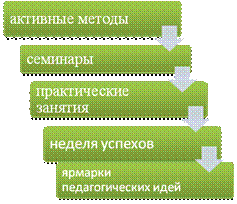 активные методы
семинары
практические
занятия
неделя успехов
ярмарки
педагогических идей